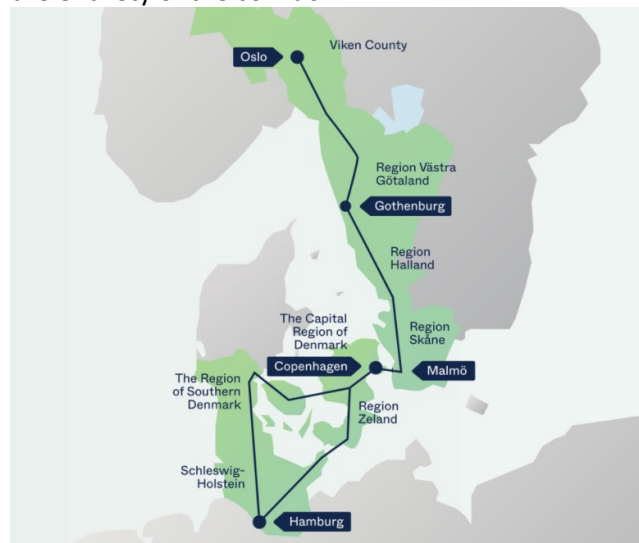 Viken County
Oslo
Region Västra
Götaland
Gothenburg
Region
Halland
The Capital
Region of
Denmark
Region
Skåne
Copenhagen
Malmö
The Region
of Southern
Denmark
Region
Zeland
Schleswig-
Holstein
Hamburg